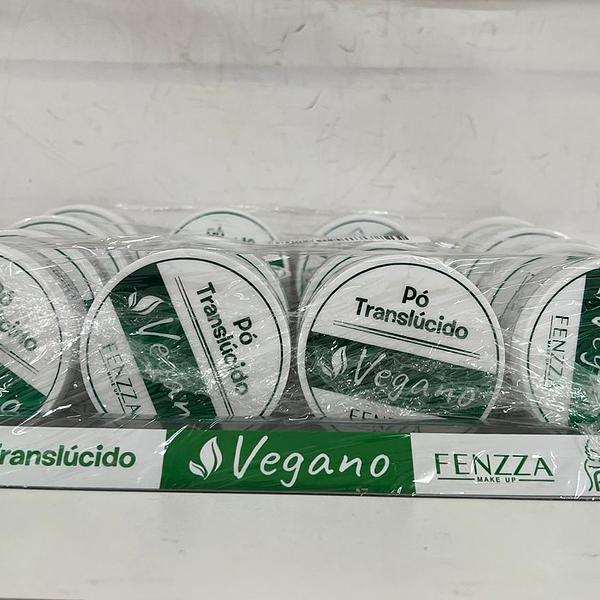 Pó
Translúcido
Vegano
FENZZA
Pó
Translúcido
Vegano
FENZZA
Translúcido
Vegano
FENZZA
MAKE UP